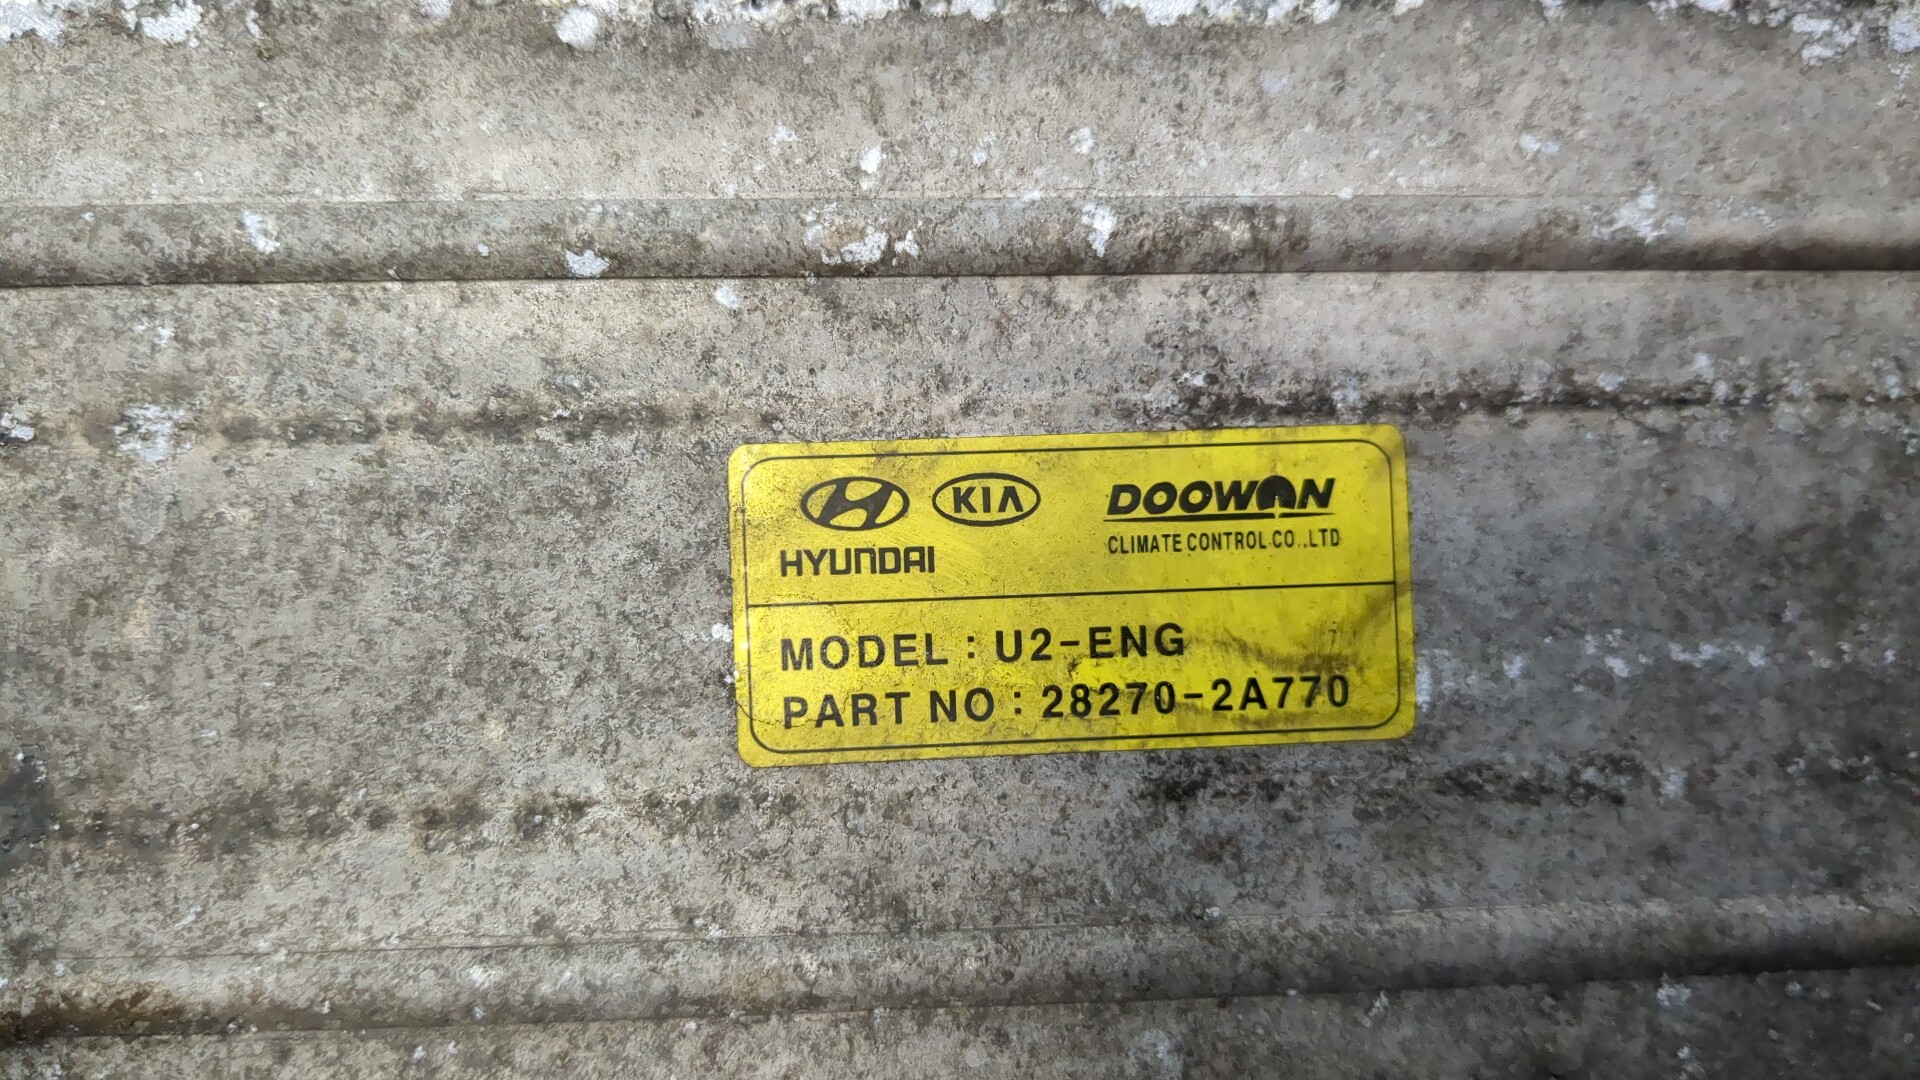 KIA DOOWON
HYUNDAI CLIMATE CONTROL CO.,LTD
MODEL : U2-ENG
PART NO : 28270-2A770